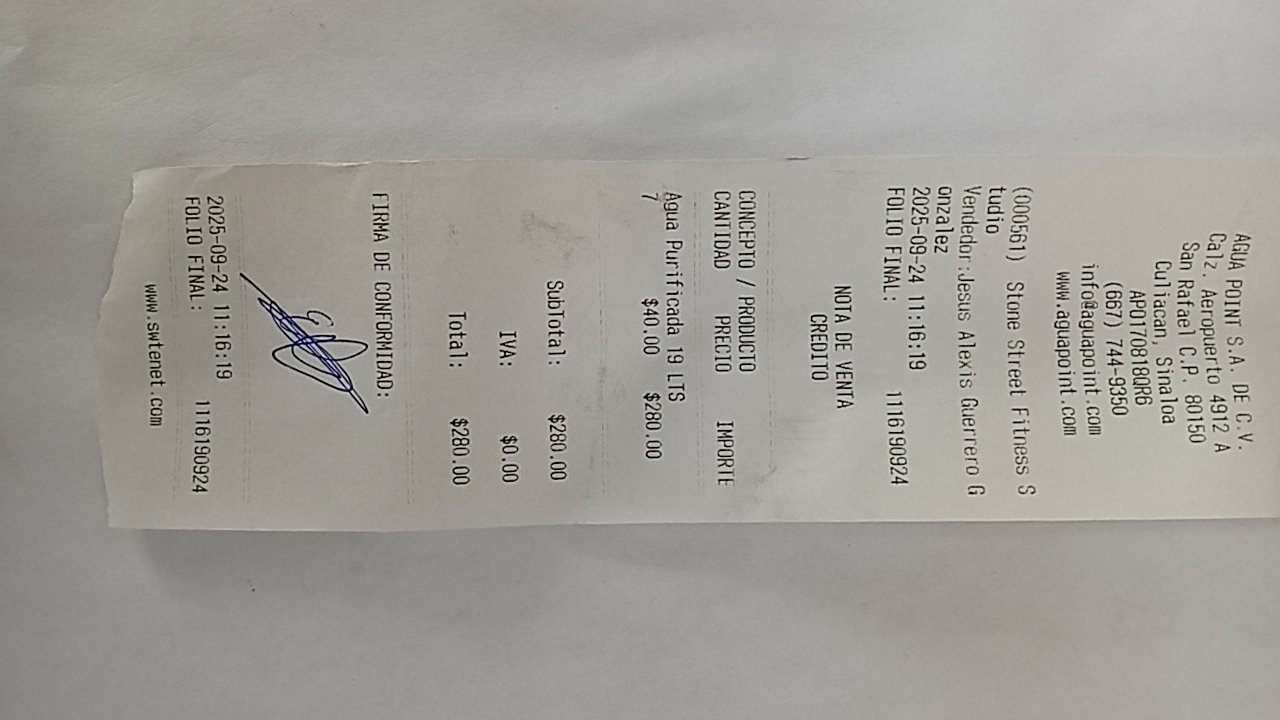 AGUA POINT S.A. DE C.V.
Calz. Aeropuerto 4912 A
San Rafael C.P. 80150
Culiacan, Sinaloa
APO170818QR6
(667) 744-9350
info@aguapoint.com
www.aguapoint.com
(000561) Stone Street Fitness S
tudio
Vendedor:Jesus Alexis Guerrero G
onzalez
2025-09-24 11:16:19
FOLIO FINAL: 1116190924
NOTA DE VENTA
CREDITO
CONCEPTO / PRODUCTO
CANTIDAD PRECIO IMPORTE
Agua Purificada 19 LTS
7 $40.00 $280.00
SubTotal: $280.00
IVA: $0.00
Total: $280.00
FIRMA DE CONFORMIDAD:
2025-09-24 11:16:19
FOLIO FINAL: 1116190924
www.swtenet.com